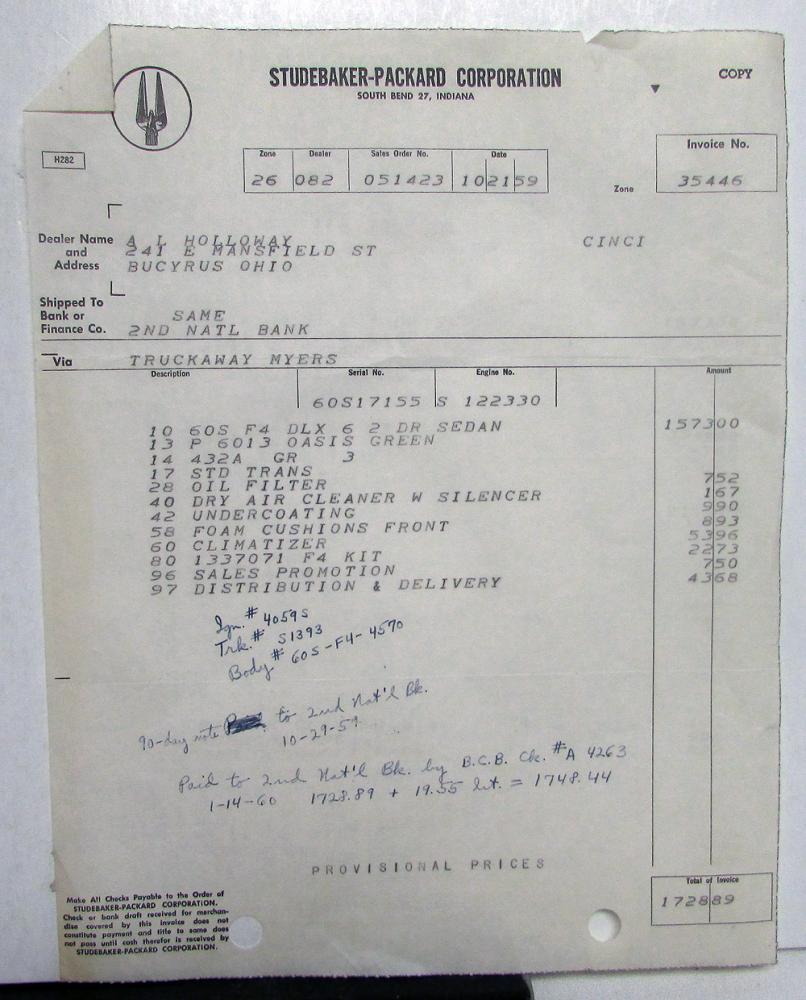 STUDEBAKER-PACKARD CORPORATION
SOUTH BEND 27, INDIANA
COPY
H282
Zone Dealer Sales Order No. Date
26 082 051423 102159
Zone
Invoice No.
35446
Dealer Name and Address
A L HOLLOWAY
241 E MANSFIELD ST
BUCYRUS OHIO
CINCI
Shipped To
Bank or
Finance Co.
SAME
2ND NATL BANK
Via TRUCKAWAY MYERS
Description Serial No. Engine No. Amount
60S17155 S 122330
10 60S F4 DLX 6 2 DR SEDAN 157300
13 P 6013 OASIS GREEN
14 432A GR 3
17 STD TRANS
28 OIL FILTER 752
40 DRY AIR CLEANER W SILENCER 167
42 UNDERCOATING 990
58 FOAM CUSHIONS FRONT 893
60 CLIMATIZER 5396
80 1337071 F4 KIT 2273
96 SALES PROMOTION 750
97 DISTRIBUTION & DELIVERY 4368
Ign. # 4059S
Trk. # S1393
Body # 60S-F4-4570
90-day note to 2nd Nat'l Bk.
10-29-59
Paid to 2nd Nat'l Bk. by B.C.B. Ck. #A 4263
1-14-60 1728.89 + 19.55 Int. = 1748.44
PROVISIONAL PRICES
Make All Checks Payable to the Order of
STUDEBAKER-PACKARD CORPORATION.
Check or bank draft received for merchan-
dise covered by this invoice does not
constitute payment and title to same does
not pass until cash therefor is received by
STUDEBAKER-PACKARD CORPORATION.
Total of Invoice
172889